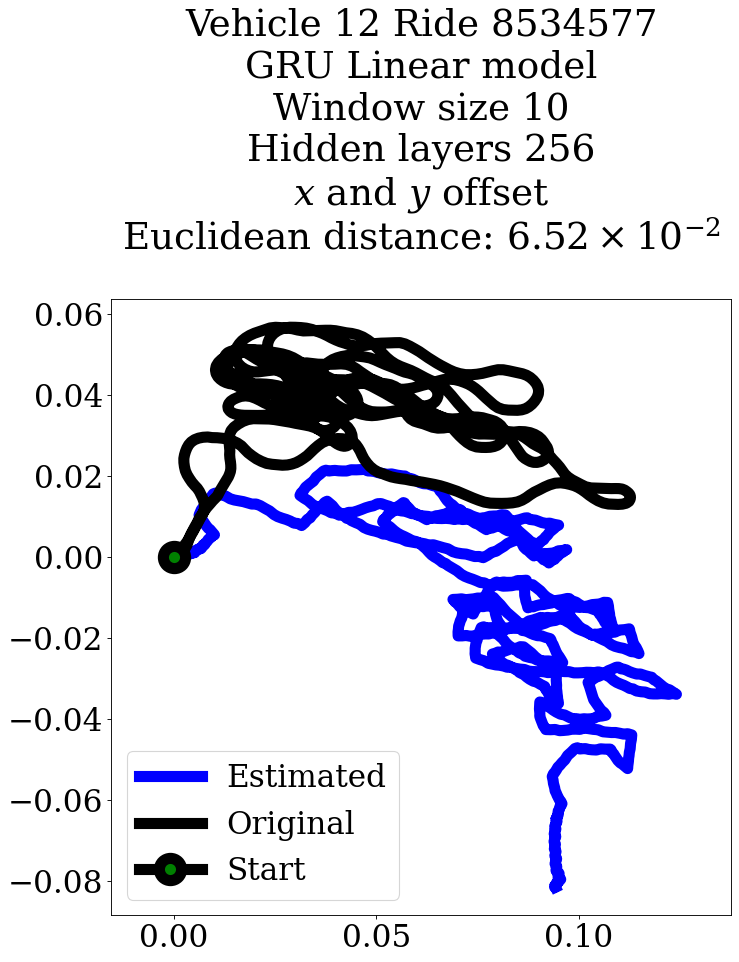 Vehicle 12 Ride 8534577
GRU Linear model
Window size 10
Hidden layers 256
x and y offset
Euclidean distance: 6.52 × 10⁻²
0.06
0.04
0.02
0.00
−0.02
−0.04
−0.06
−0.08
Estimated
Original
Start
0.00 0.05 0.10